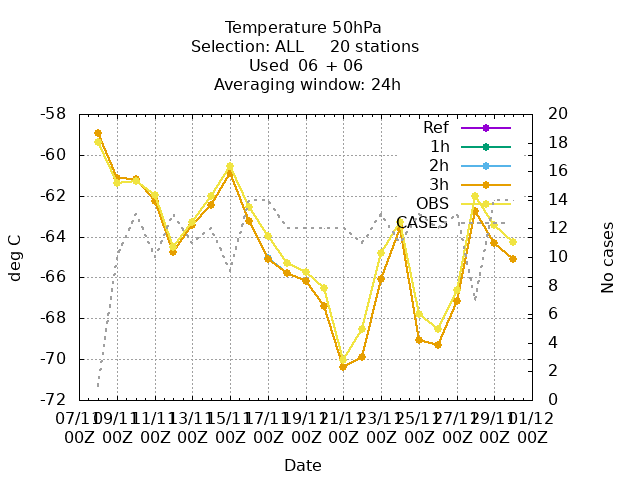 Temperature 50hPa
Selection: ALL     20 stations
Used  06 + 06
Averaging window: 24h
-58
-60
-62
-64
-66
-68
-70
-72
deg C
20
18
16
14
12
10
8
6
4
2
0
No cases
Ref
1h
2h
3h
OBS
CASES
07/11 09/11 11/11 13/11 15/11 17/11 19/11 21/11 23/11 25/11 27/11 29/11 01/12
00Z 00Z 00Z 00Z 00Z 00Z 00Z 00Z 00Z 00Z 00Z 00Z 00Z
Date